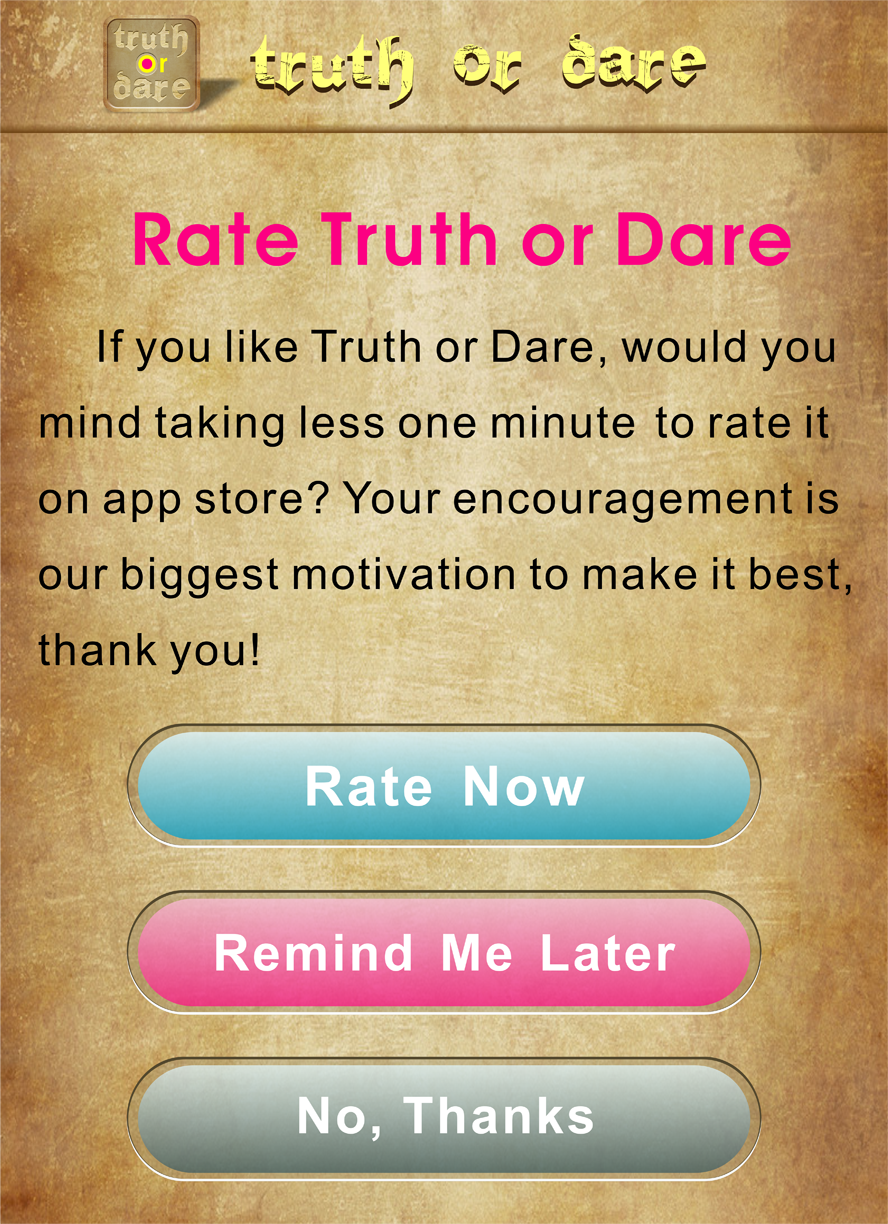 truth
or
dare
truth or dare
Rate Truth or Dare
If you like Truth or Dare, would you
mind taking less one minute to rate it
on app store? Your encouragement is
our biggest motivation to make it best,
thank you!
Rate Now
Remind Me Later
No, Thanks